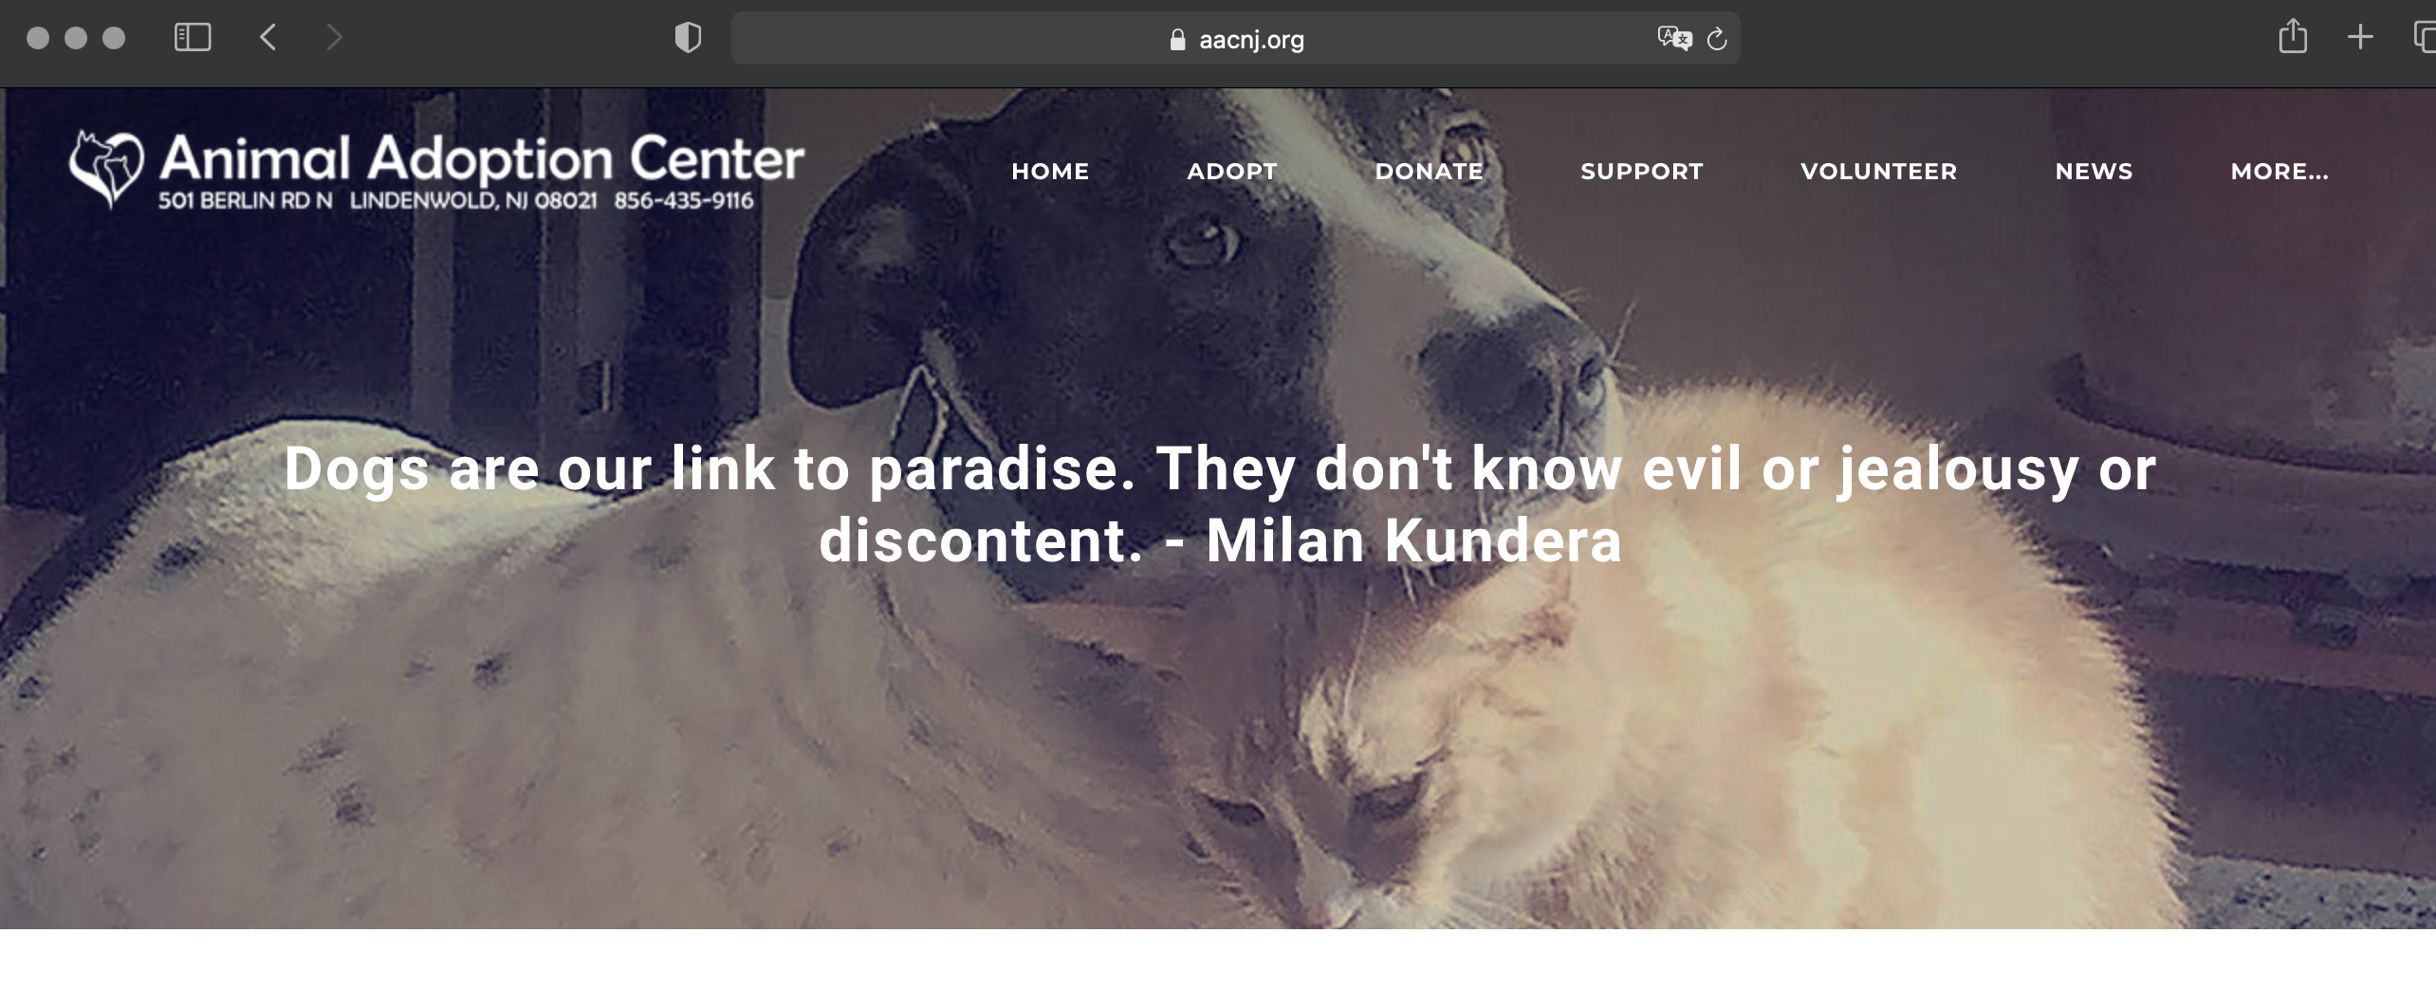 aacnj.org
Animal Adoption Center
501 BERLIN RD N LINDENWOLD, NJ 08021 856-435-9116
HOME ADOPT DONATE SUPPORT VOLUNTEER NEWS MORE...
Dogs are our link to paradise. They don't know evil or jealousy or
discontent. - Milan Kundera